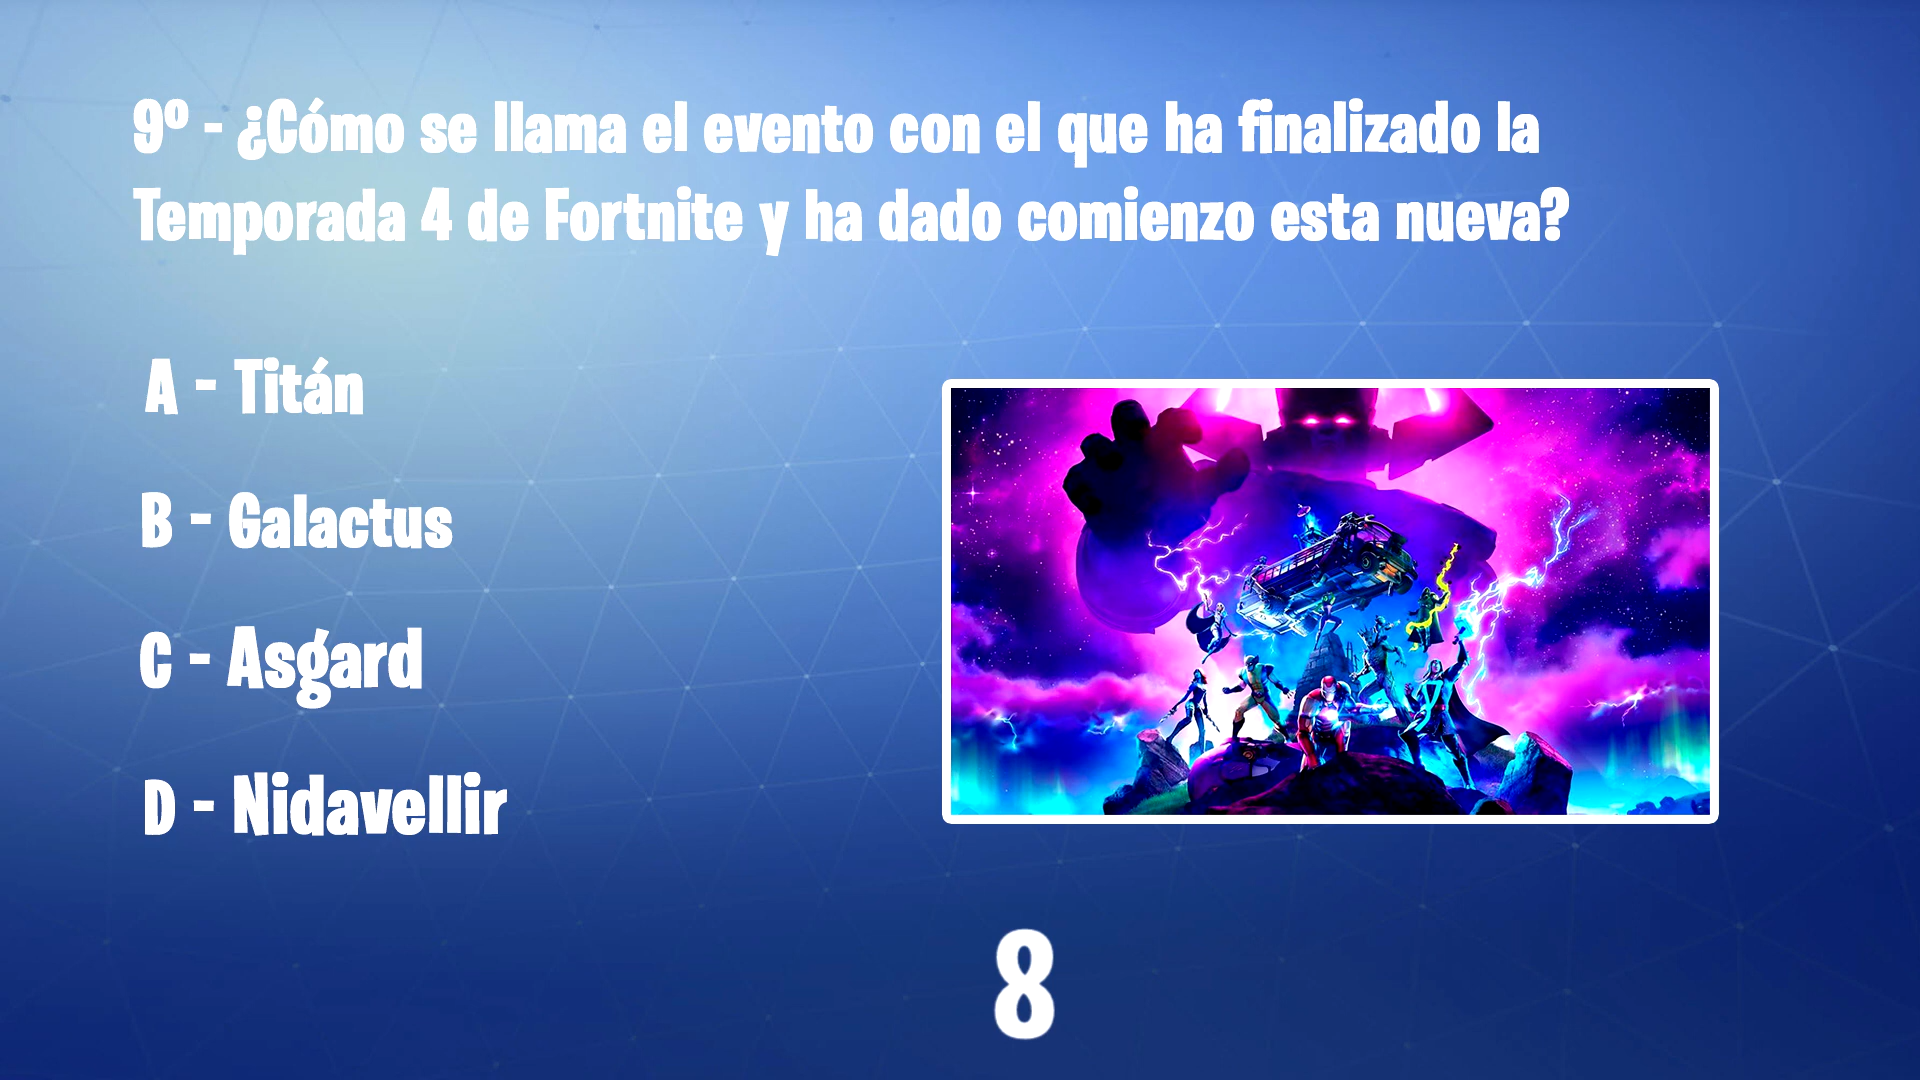 9º - ¿Cómo se llama el evento con el que ha finalizado la
Temporada 4 de Fortnite y ha dado comienzo esta nueva?
A - Titán
B - Galactus
C - Asgard
D - Nidavellir
8